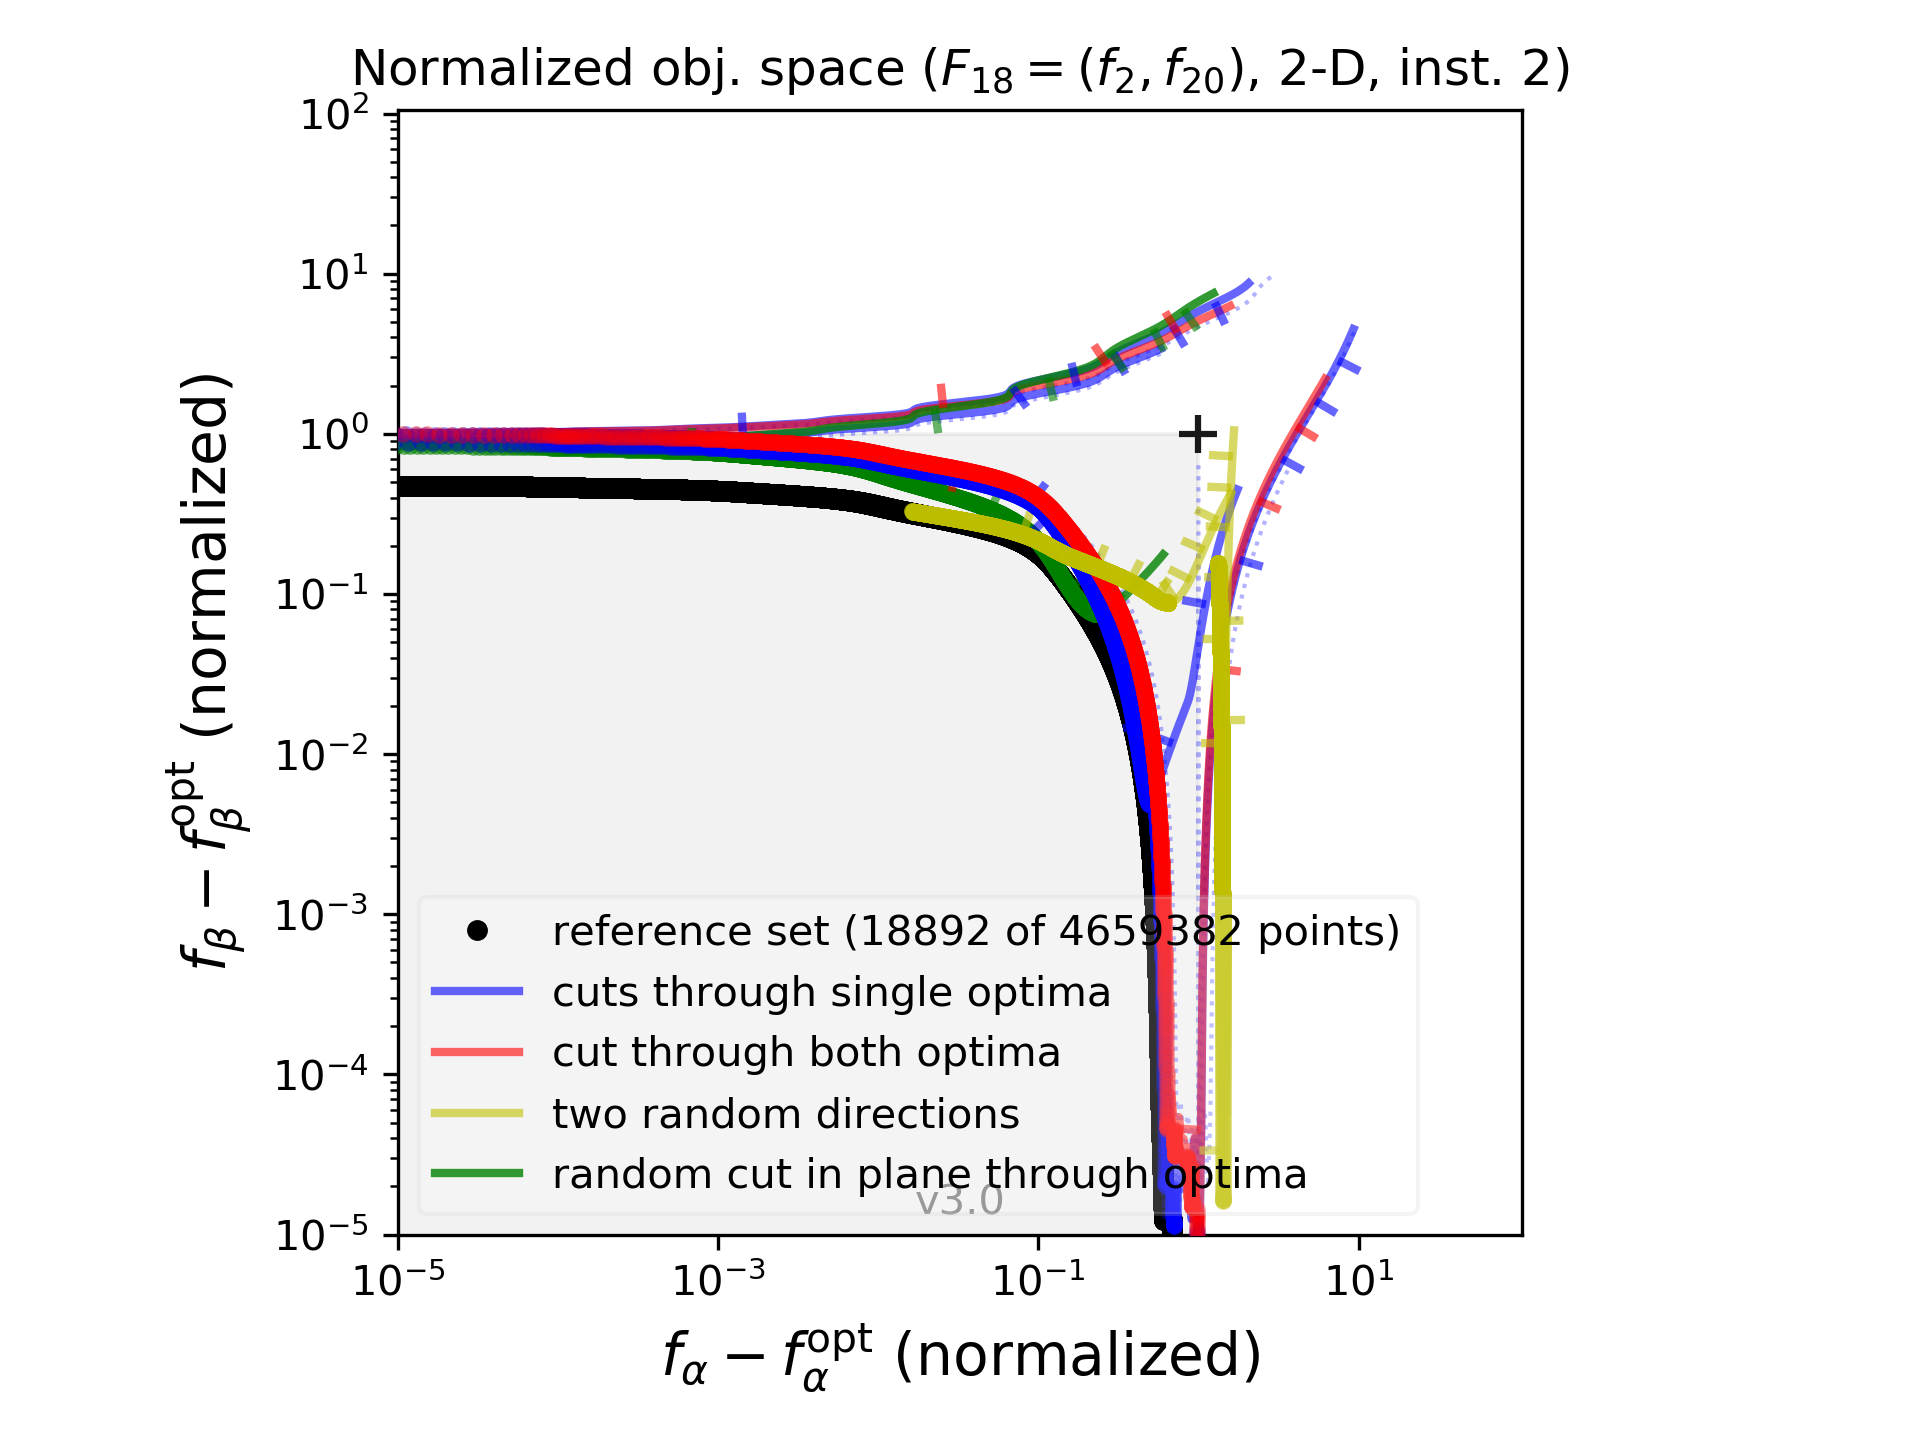 Normalized obj. space (F₁₈ = (f₂, f₂₀), 2-D, inst. 2)
10²
10¹
10⁰
10⁻¹
10⁻²
10⁻³
10⁻⁴
10⁻⁵
f_β − f_β^opt (normalized)
reference set (18892 of 4659382 points)
cuts through single optima
cut through both optima
two random directions
random cut in plane through optima
v3.0
10⁻⁵ 10⁻³ 10⁻¹ 10¹
f_α − f_α^opt (normalized)